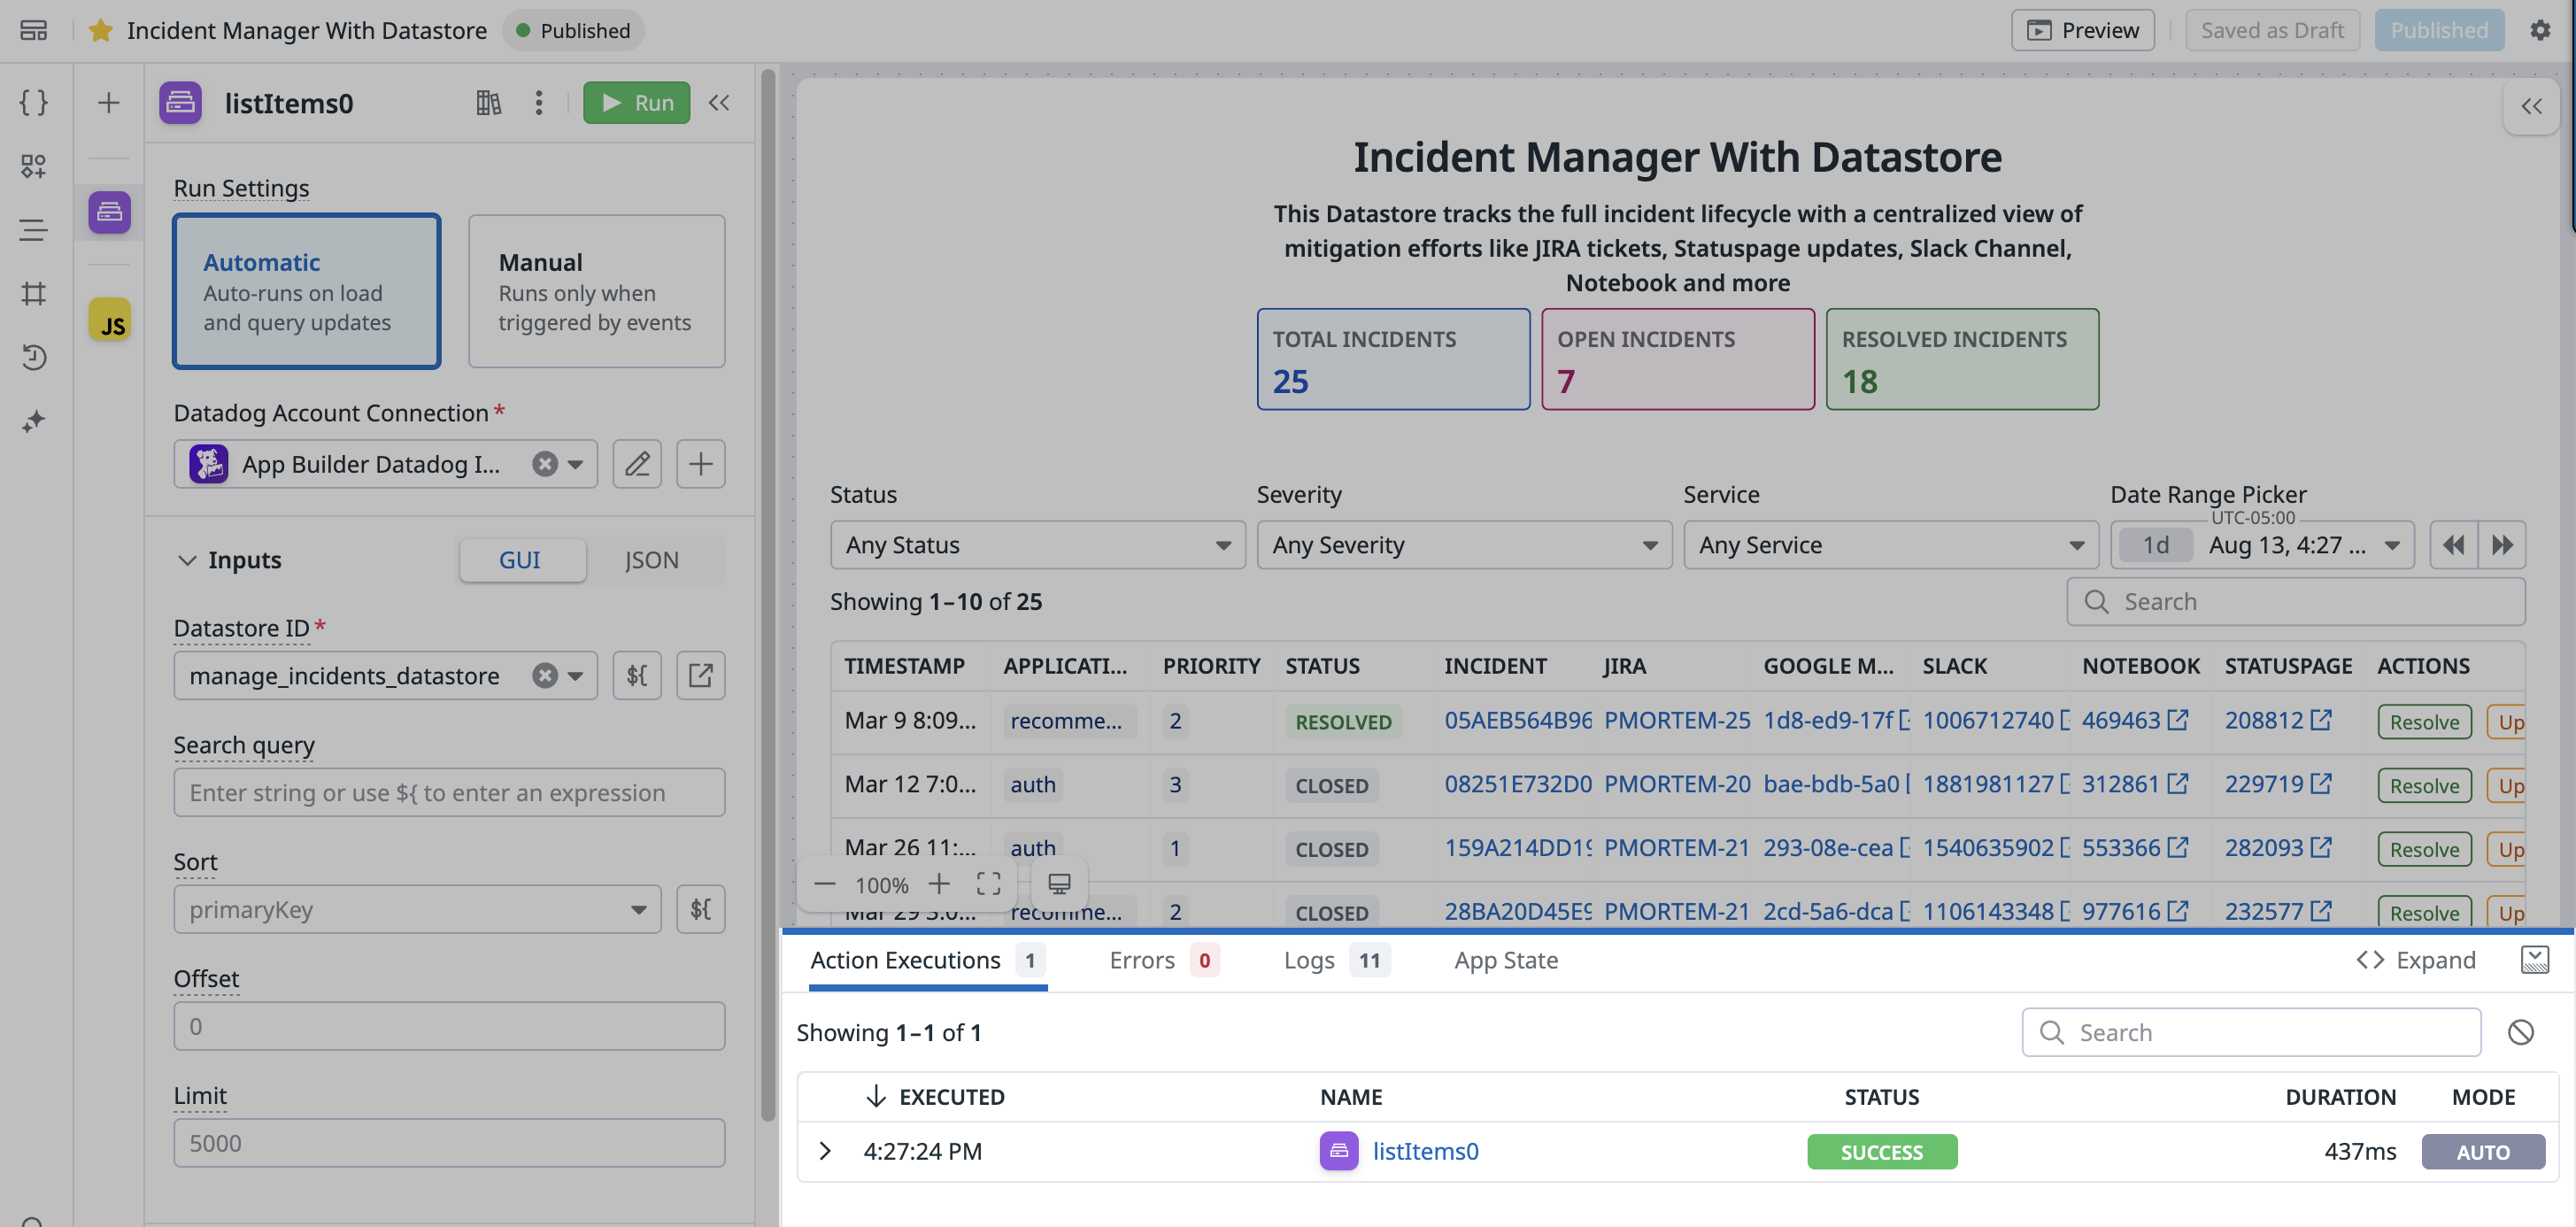 Incident Manager With Datastore
Published
Preview
Saved as Draft
Published
listItems0
Run
Run Settings
Automatic
Auto-runs on load
and query updates
Manual
Runs only when
triggered by events
Datadog Account Connection*
App Builder Datadog I...
Inputs
GUI
JSON
Datastore ID*
manage_incidents_datastore
${
Search query
Enter string or use ${ to enter an expression
Sort
primaryKey
${
Offset
0
Limit
5000
JS
Incident Manager With Datastore
This Datastore tracks the full incident lifecycle with a centralized view of
mitigation efforts like JIRA tickets, Statuspage updates, Slack Channel,
Notebook and more
TOTAL INCIDENTS
25
OPEN INCIDENTS
7
RESOLVED INCIDENTS
18
Status
Any Status
Severity
Any Severity
Service
Any Service
Date Range Picker
UTC-05:00
1d Aug 13, 4:27 ...
Showing 1–10 of 25
Search
TIMESTAMP APPLICATI... PRIORITY STATUS INCIDENT JIRA GOOGLE M... SLACK NOTEBOOK STATUSPAGE ACTIONS
Mar 9 8:09... recomme... 2 RESOLVED 05AEB564B96 PMORTEM-25 1d8-ed9-17f 1006712740 469463 208812 Resolve Up
Mar 12 7:0... auth 3 CLOSED 08251E732D0 PMORTEM-20 bae-bdb-5a0 1881981127 312861 229719 Resolve Up
Mar 26 11:... auth 1 CLOSED 159A214DD19 PMORTEM-21 293-08e-cea 1540635902 553366 282093 Resolve Up
Mar 29 3:0... recomme... 2 CLOSED 28BA20D45E9 PMORTEM-21 2cd-5a6-dca 1106143348 977616 232577 Resolve Up
100%
Action Executions 1
Errors 0
Logs 11
App State
Expand
Showing 1–1 of 1
Search
EXECUTED NAME STATUS DURATION MODE
4:27:24 PM listItems0 SUCCESS 437ms AUTO